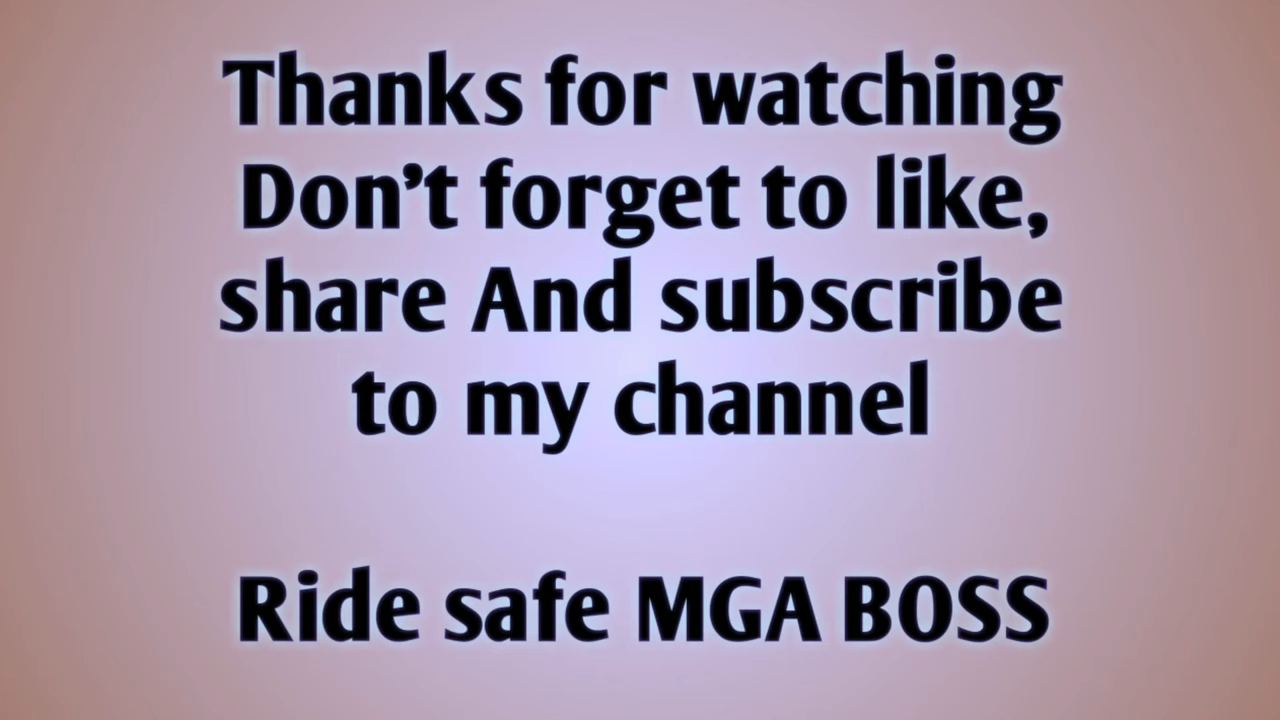 Thanks for watching
Don't forget to like,
share And subscribe
to my channel
Ride safe MGA BOSS